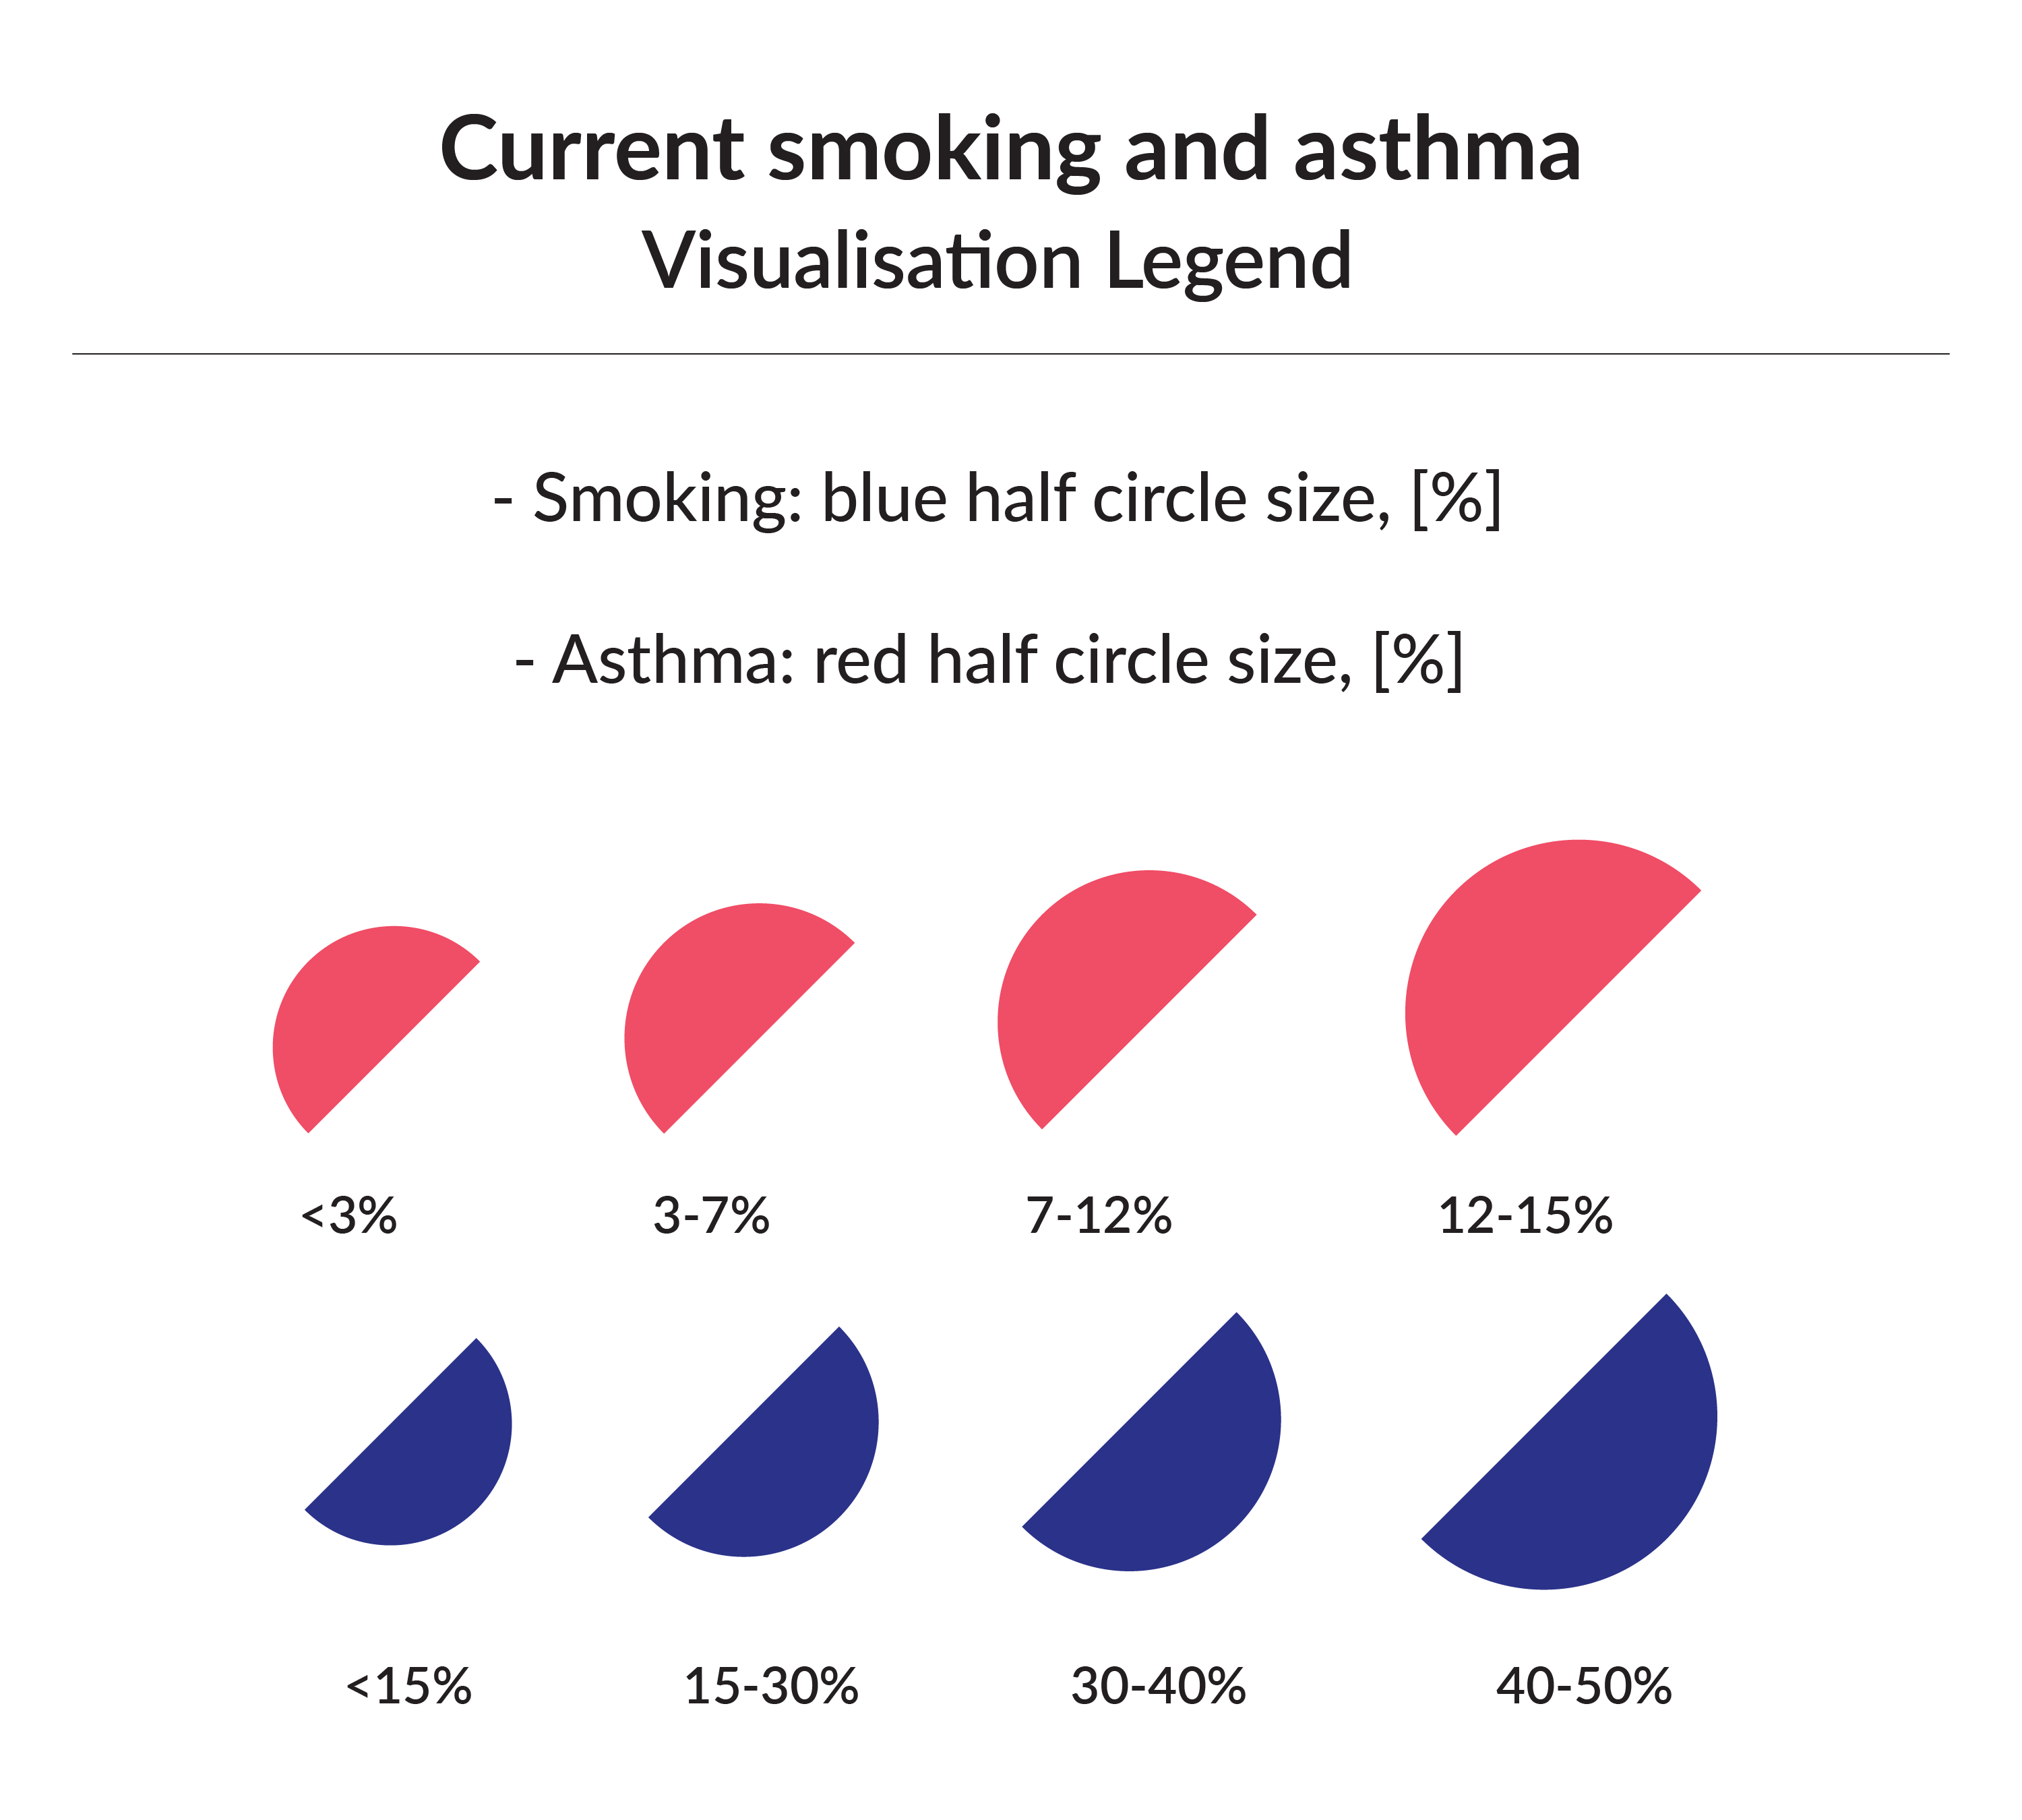 Current smoking and asthma
Visualisation Legend
- Smoking: blue half circle size, [%]
- Asthma: red half circle size, [%]
<3% 3-7% 7-12% 12-15%
<15% 15-30% 30-40% 40-50%